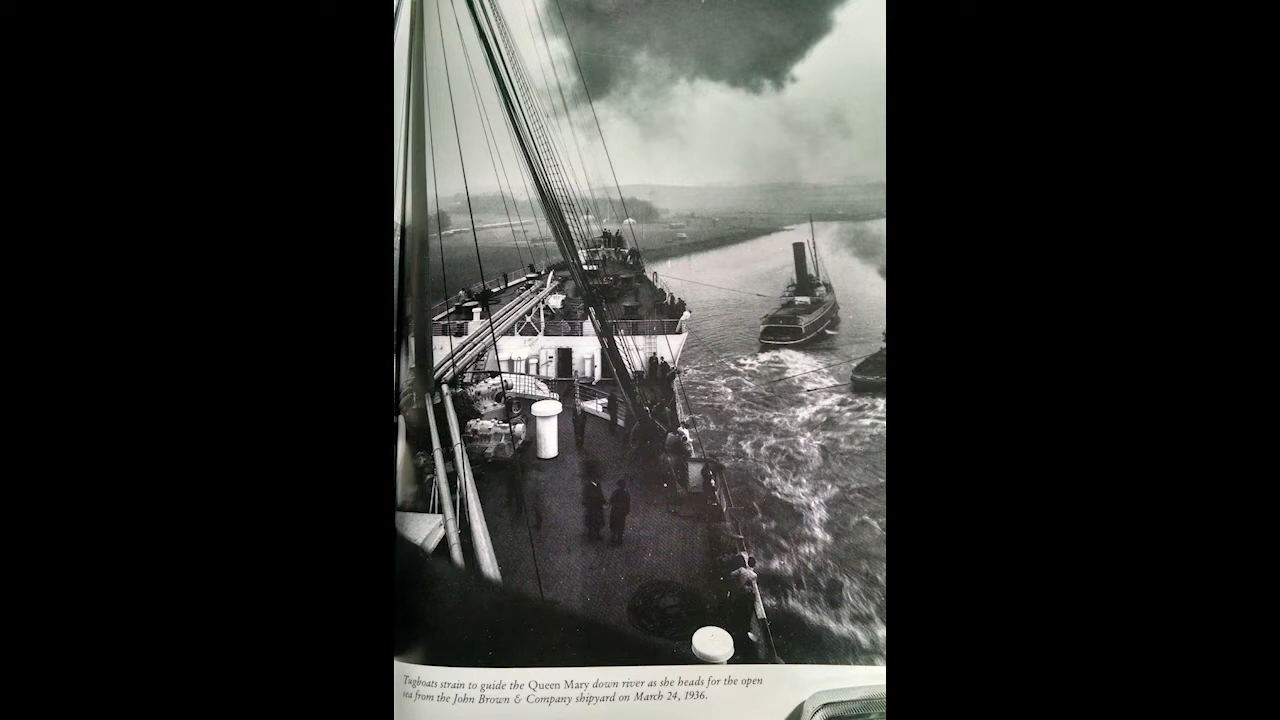 Tugboats strain to guide the Queen Mary down river as she heads for the open
sea from the John Brown & Company shipyard on March 24, 1936.